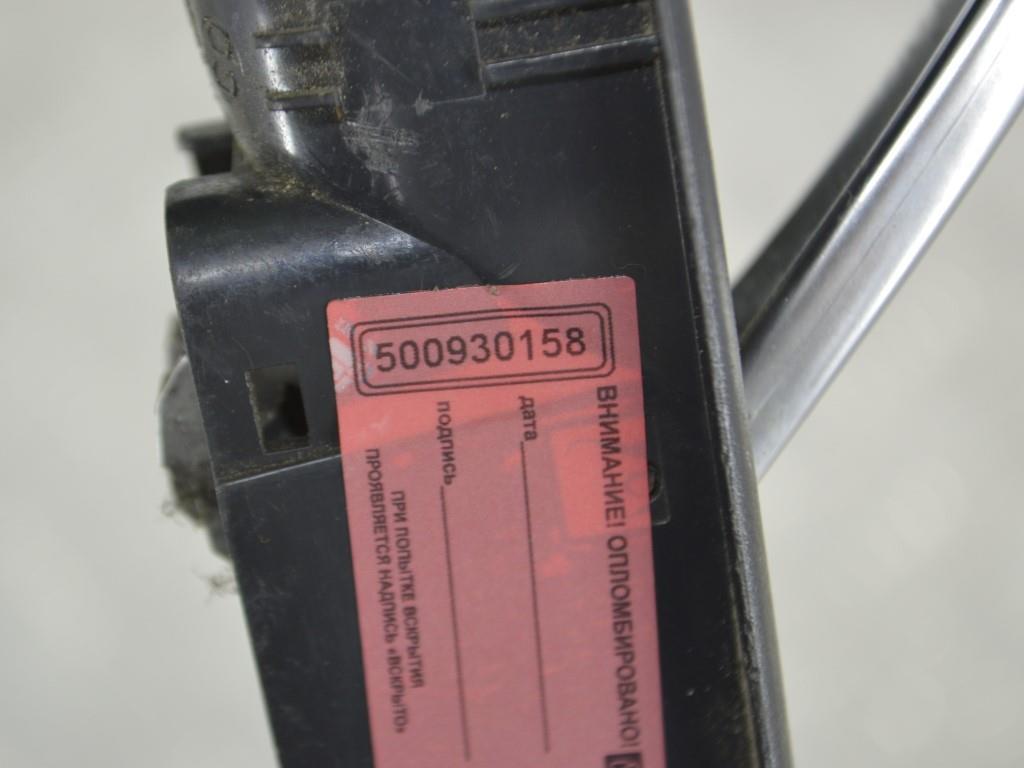 500930158
ВНИМАНИЕ! ОПЛОМБИРОВАНО!
дата
подпись
ПРИ ПОПЫТКЕ ВСКРЫТИЯ
ПРОЯВЛЯЕТСЯ НАДПИСЬ «ВСКРЫТО»